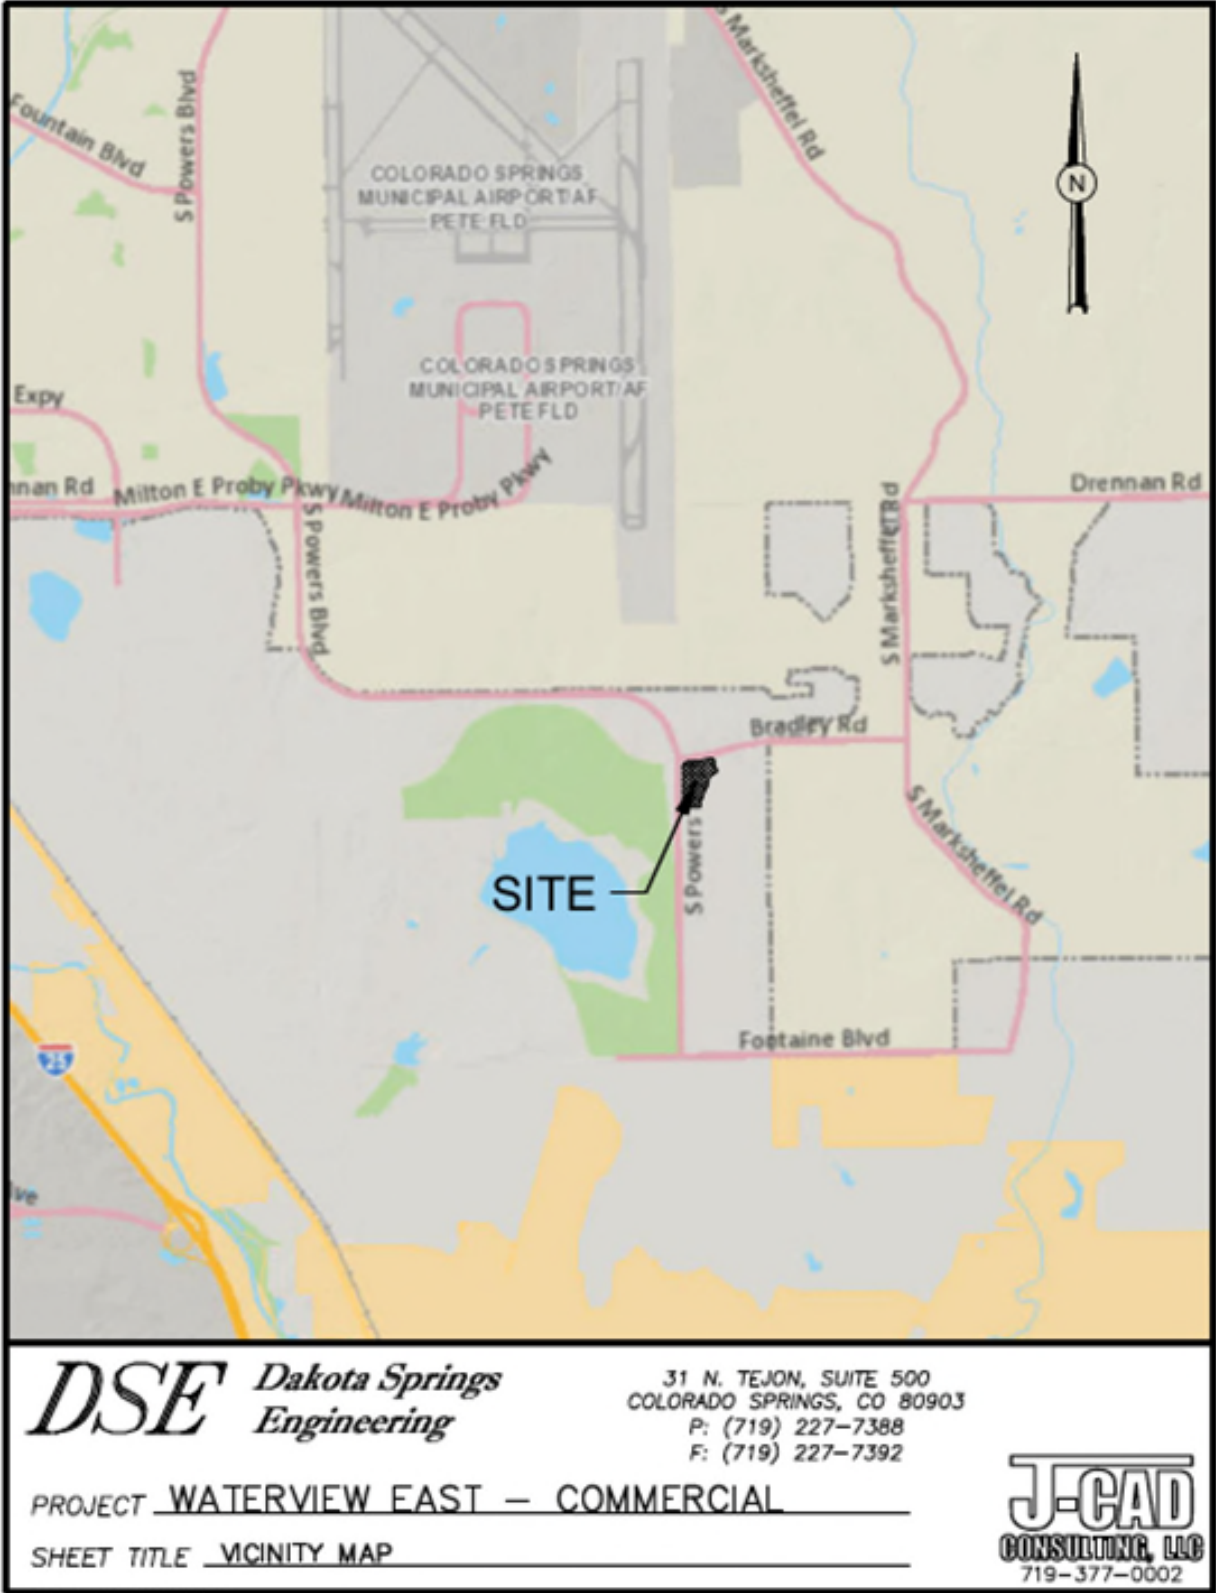 S Marksheffel Rd
Fountain Blvd
S Powers Blvd
COLORADO SPRINGS
MUNICIPAL AIRPORT/AF
PETE FLD
N
COLORADO SPRINGS
MUNICIPAL AIRPORT/AF
PETE FLD
Expy
nnan Rd
Milton E Proby Pkwy
Milton E Proby Pkwy
Drennan Rd
S Powers Blvd
S Marksheffel Rd
Bradley Rd
S Powers
SITE
S Marksheffel Rd
Fontaine Blvd
25
ve
DSE
Dakota Springs
Engineering
31 N. TEJON, SUITE 500
COLORADO SPRINGS, CO 80903
P: (719) 227-7388
F: (719) 227-7392
PROJECT WATERVIEW EAST – COMMERCIAL
SHEET TITLE VICINITY MAP
J-CAD
CONSULTING, LLC
719-377-0002